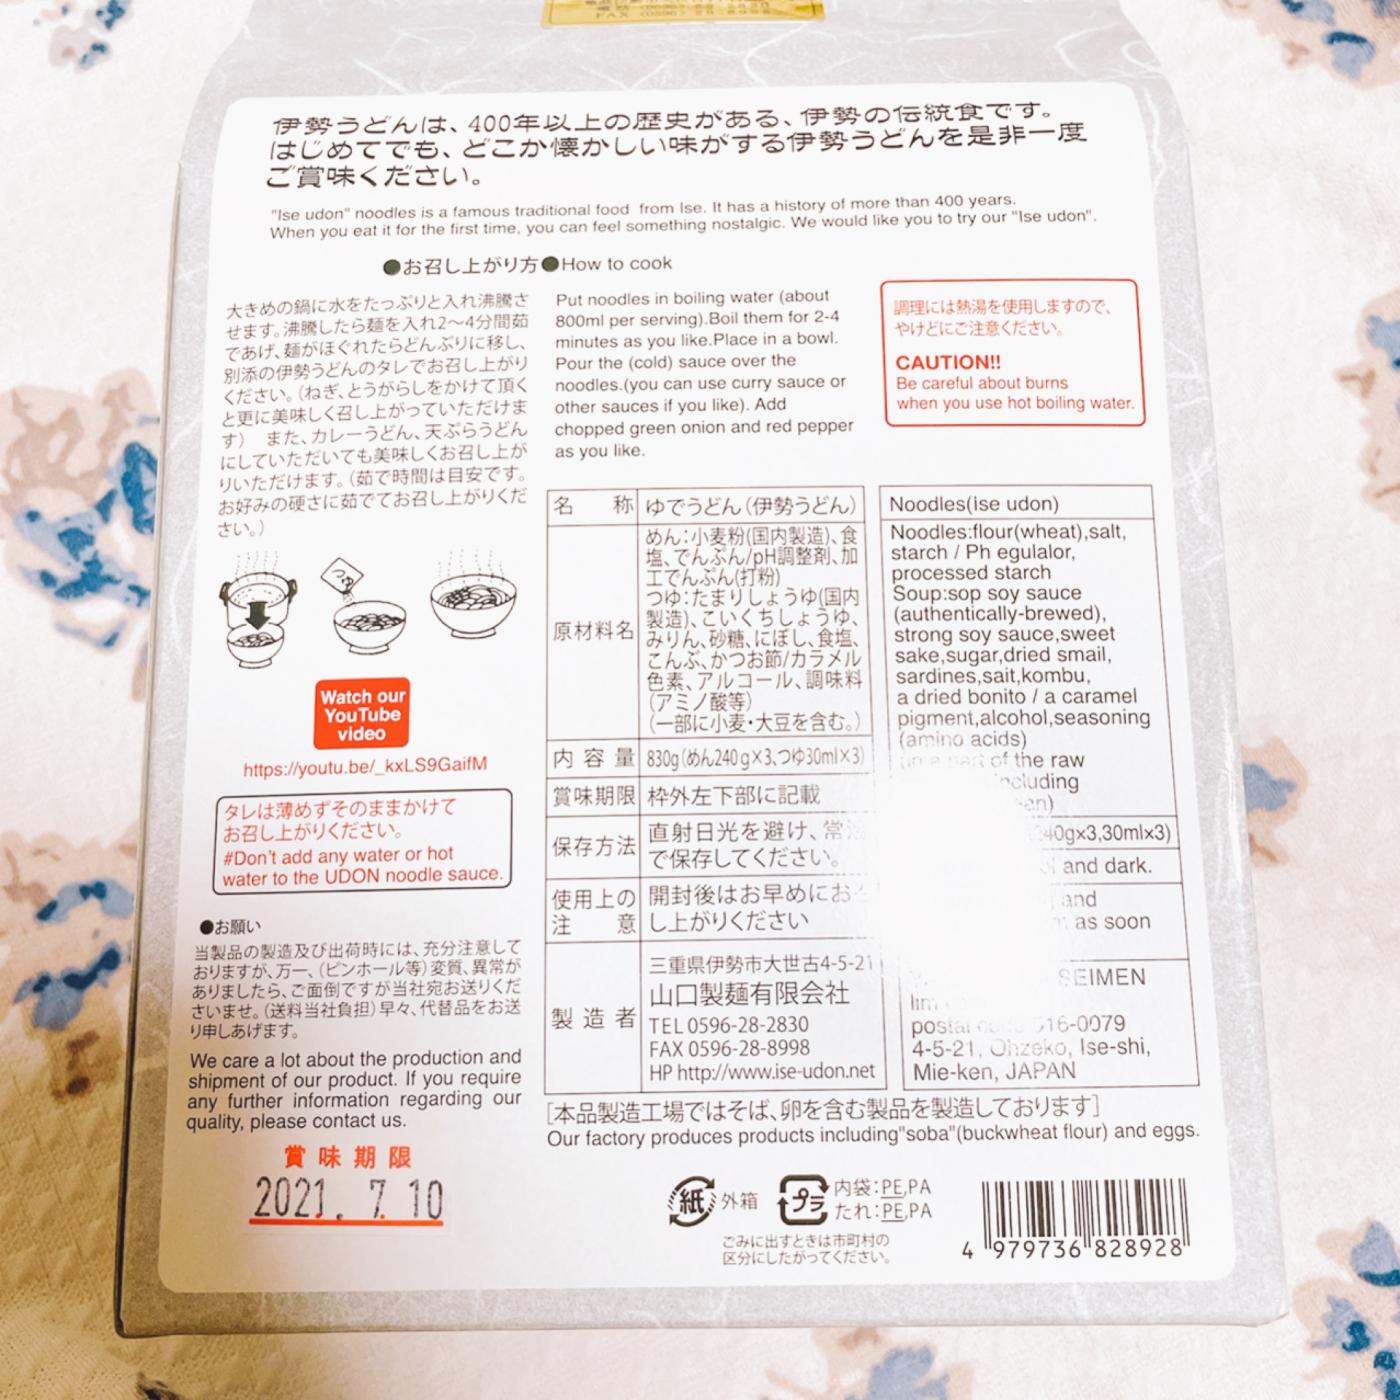 FAX (0596) 28-8998
伊勢うどんは、400年以上の歴史がある、伊勢の伝統食です。
はじめてでも、どこか懐かしい味がする伊勢うどんを是非一度
ご賞味ください。
"Ise udon" noodles is a famous traditional food from Ise. It has a history of more than 400 years.
When you eat it for the first time, you can feel something nostalgic. We would like you to try our "Ise udon".
●お召し上がり方●How to cook
大きめの鍋に水をたっぷりと入れ沸騰さ
せます。沸騰したら麺を入れ2〜4分間茹
であげ、麺がほぐれたらどんぶりに移し、
別添の伊勢うどんのタレでお召し上がり
ください。(ねぎ、とうがらしをかけて頂く
と更に美味しく召し上がっていただけま
す) また、カレーうどん、天ぷらうどん
にしていただいても美味しくお召し上が
りいただけます。(茹で時間は目安です。
お好みの硬さに茹でてお召し上がりくだ
さい。)
Put noodles in boiling water (about
800ml per serving).Boil them for 2-4
minutes as you like.Place in a bowl.
Pour the (cold) sauce over the
noodles.(you can use curry sauce or
other sauces if you like). Add
chopped green onion and red pepper
as you like.
調理には熱湯を使用しますので、
やけどにご注意ください。
CAUTION!!
Be careful about burns
when you use hot boiling water.
つゆ
Watch our
YouTube
video
https://youtu.be/_kxLS9GaifM
タレは薄めずそのままかけて
お召し上がりください。
#Don't add any water or hot
water to the UDON noodle sauce.
●お願い
当製品の製造及び出荷時には、充分注意して
おりますが、万一、(ピンホール等)変質、異常が
ありましたら、ご面倒ですが当社宛お送りくだ
さいませ。(送料当社負担)早々、代替品をお送
り申しあげます。
We care a lot about the production and
shipment of our product. If you require
any further information regarding our
quality, please contact us.
賞味期限
2021. 7. 10
名称 ゆでうどん(伊勢うどん)
原材料名
めん:小麦粉(国内製造)、食
塩、でんぷん/pH調整剤、加
工でんぷん(打粉)
つゆ:たまりしょうゆ(国内
製造)、こいくちしょうゆ、
みりん、砂糖、にぼし、食塩、
こんぶ、かつお節/カラメル
色素、アルコール、調味料
(アミノ酸等)
(一部に小麦・大豆を含む。)
内容量 830g(めん240g×3、つゆ30ml×3)
賞味期限 枠外左下部に記載
保存方法
直射日光を避け、常温
で保存してください。
使用上の
注意
開封後はお早めにお召
し上がりください
製造者
三重県伊勢市大世古4-5-21
山口製麺有限会社
TEL 0596-28-2830
FAX 0596-28-8998
HP http://www.ise-udon.net
Noodles(ise udon)
Noodles:flour(wheat),salt,
starch / Ph egulalor,
processed starch
Soup:sop soy sauce
(authentically-brewed),
strong soy sauce,sweet
sake,sugar,dried smail,
sardines,sait,kombu,
a dried bonito / a caramel
pigment,alcohol,seasoning
(amino acids)
(in a part of the raw
including
240g×3,30ml×3)
and dark.
and
as soon
SEIMEN
postal code 516-0079
4-5-21, Ohzeko, Ise-shi,
Mie-ken, JAPAN
[本品製造工場ではそば、卵を含む製品を製造しております]
Our factory produces products including"soba"(buckwheat flour) and eggs.
紙 外箱
プラ 内袋:PE,PA
たれ:PE,PA
ごみに出すときは市町村の
区分にしたがってください。
4 979736 828928